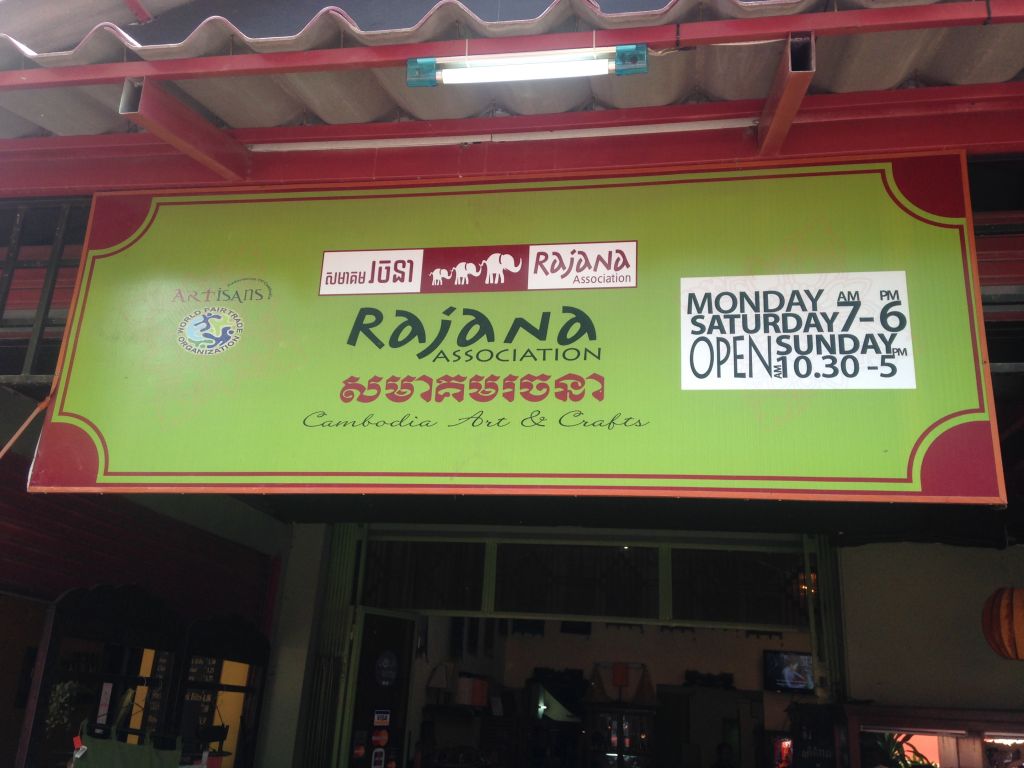 ARTISANS
WORLD FAIR TRADE ORGANIZATION
សមាគម រចនា
Rajana
Association
Rajana
ASSOCIATION
សមាគមរចនា
Cambodia Art & Crafts
MONDAY AM PM
SATURDAY 7-6
OPEN SUNDAY
AM 10.30 -5 PM
VISA